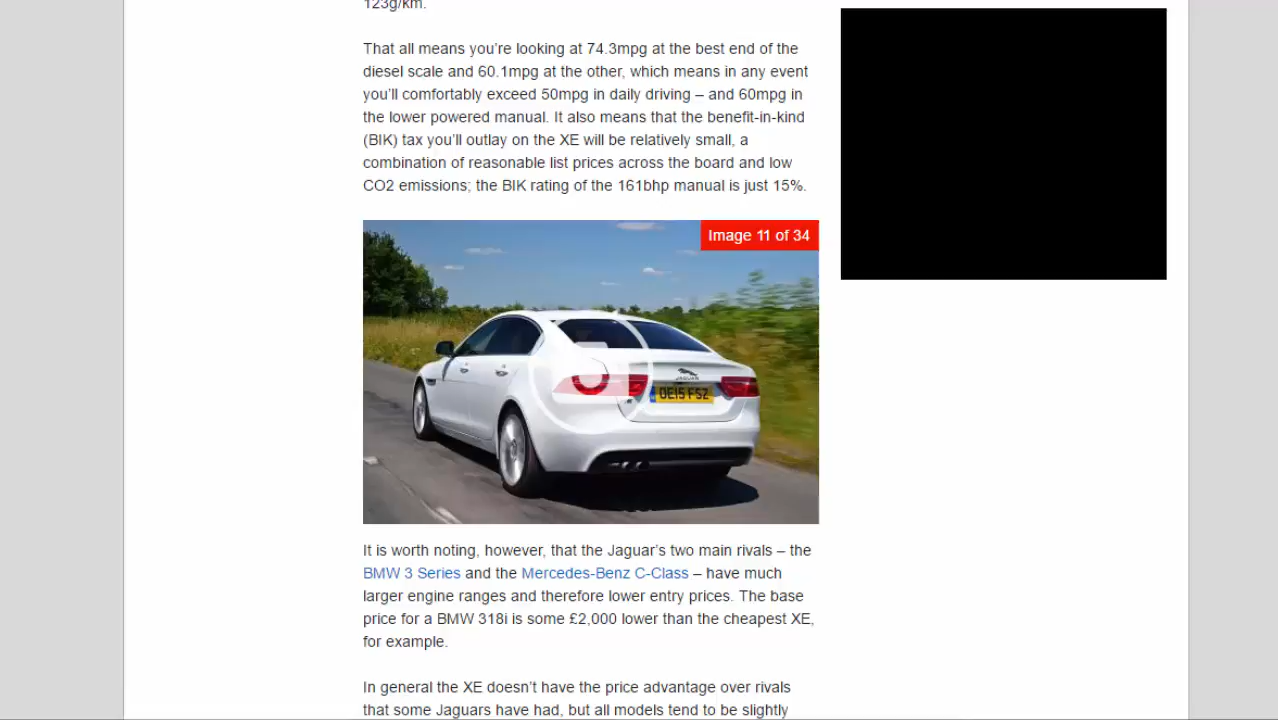 123g/km.
That all means you’re looking at 74.3mpg at the best end of the
diesel scale and 60.1mpg at the other, which means in any event
you’ll comfortably exceed 50mpg in daily driving – and 60mpg in
the lower powered manual. It also means that the benefit-in-kind
(BIK) tax you’ll outlay on the XE will be relatively small, a
combination of reasonable list prices across the board and low
CO2 emissions; the BIK rating of the 161bhp manual is just 15%.
Image 11 of 34
JAGUAR
OE15 FSZ
It is worth noting, however, that the Jaguar’s two main rivals – the
BMW 3 Series and the Mercedes-Benz C-Class – have much
larger engine ranges and therefore lower entry prices. The base
price for a BMW 318i is some £2,000 lower than the cheapest XE,
for example.
In general the XE doesn’t have the price advantage over rivals
that some Jaguars have had, but all models tend to be slightly